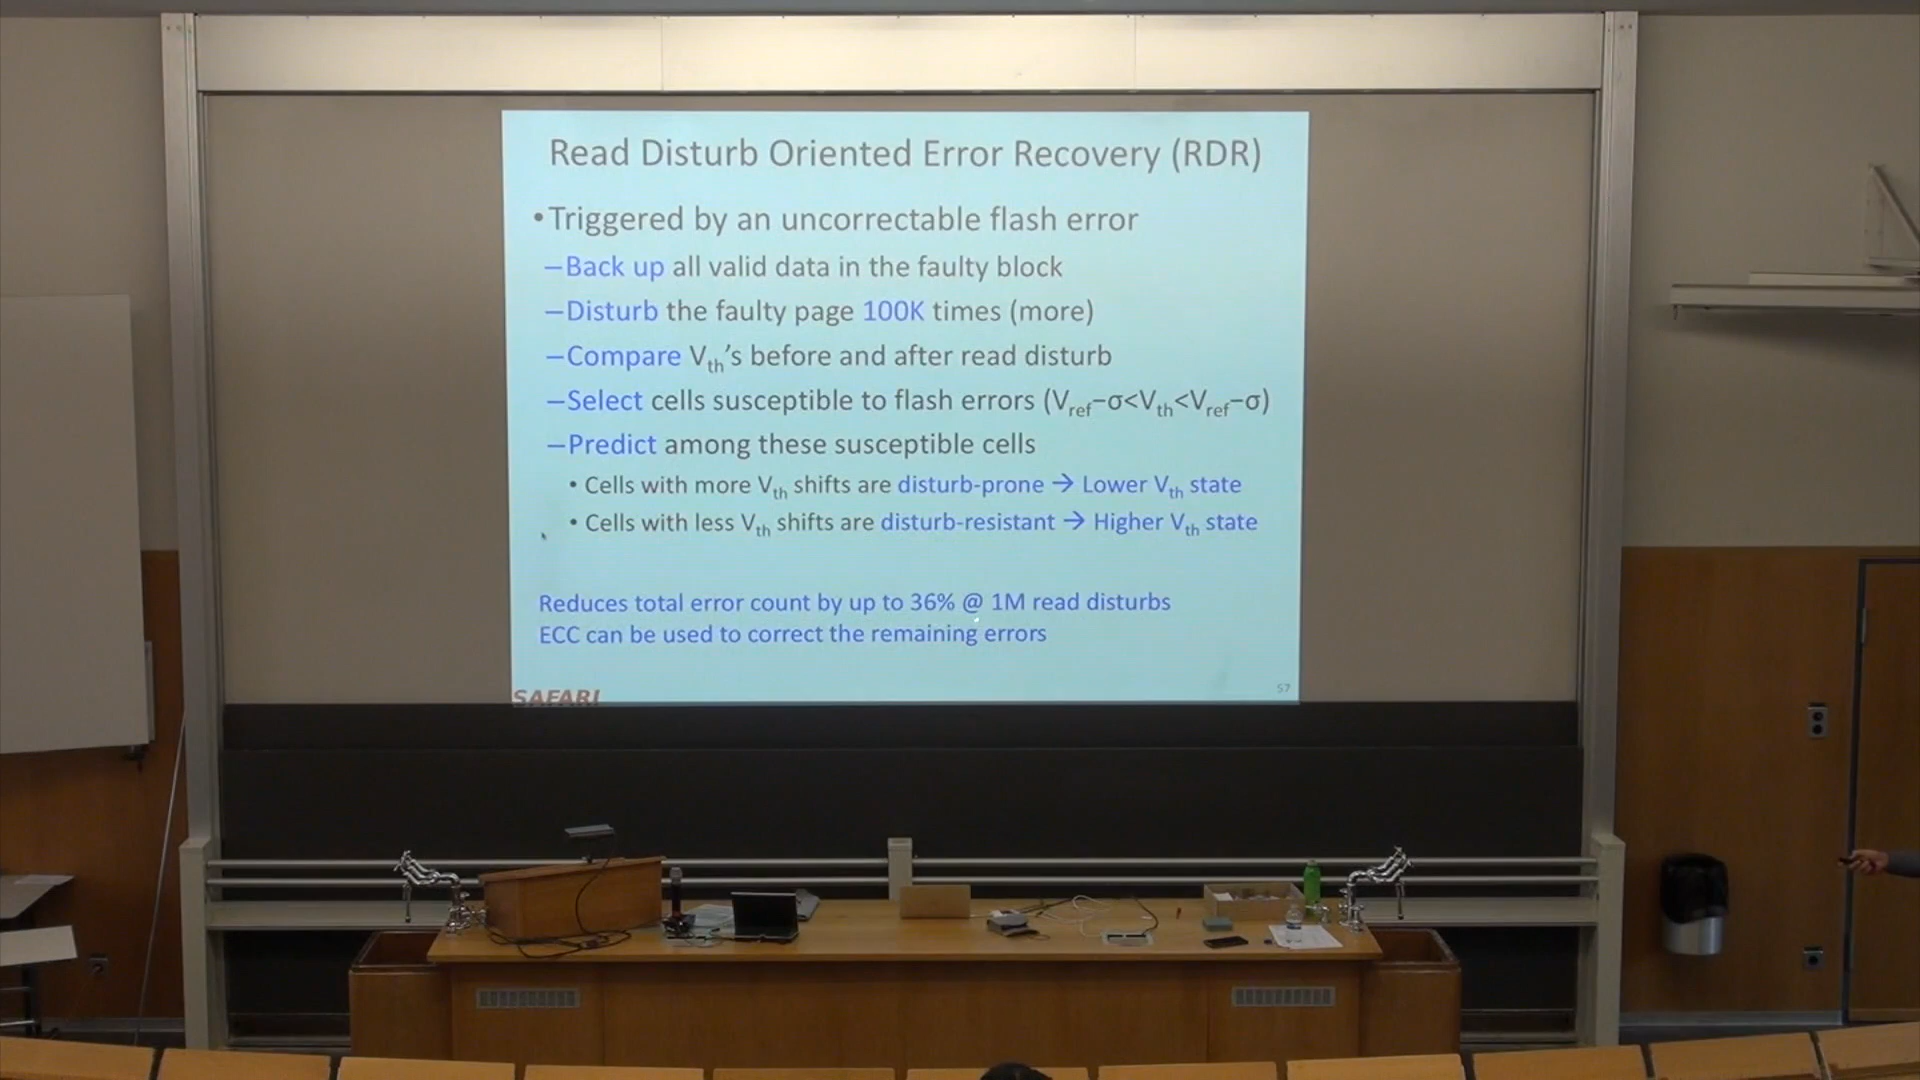 Read Disturb Oriented Error Recovery (RDR)
•Triggered by an uncorrectable flash error
–Back up all valid data in the faulty block
–Disturb the faulty page 100K times (more)
–Compare Vth's before and after read disturb
–Select cells susceptible to flash errors (Vref–σ<Vth<Vref–σ)
–Predict among these susceptible cells
• Cells with more Vth shifts are disturb-prone → Lower Vth state
• Cells with less Vth shifts are disturb-resistant → Higher Vth state
Reduces total error count by up to 36% @ 1M read disturbs
ECC can be used to correct the remaining errors
SAFARI
57